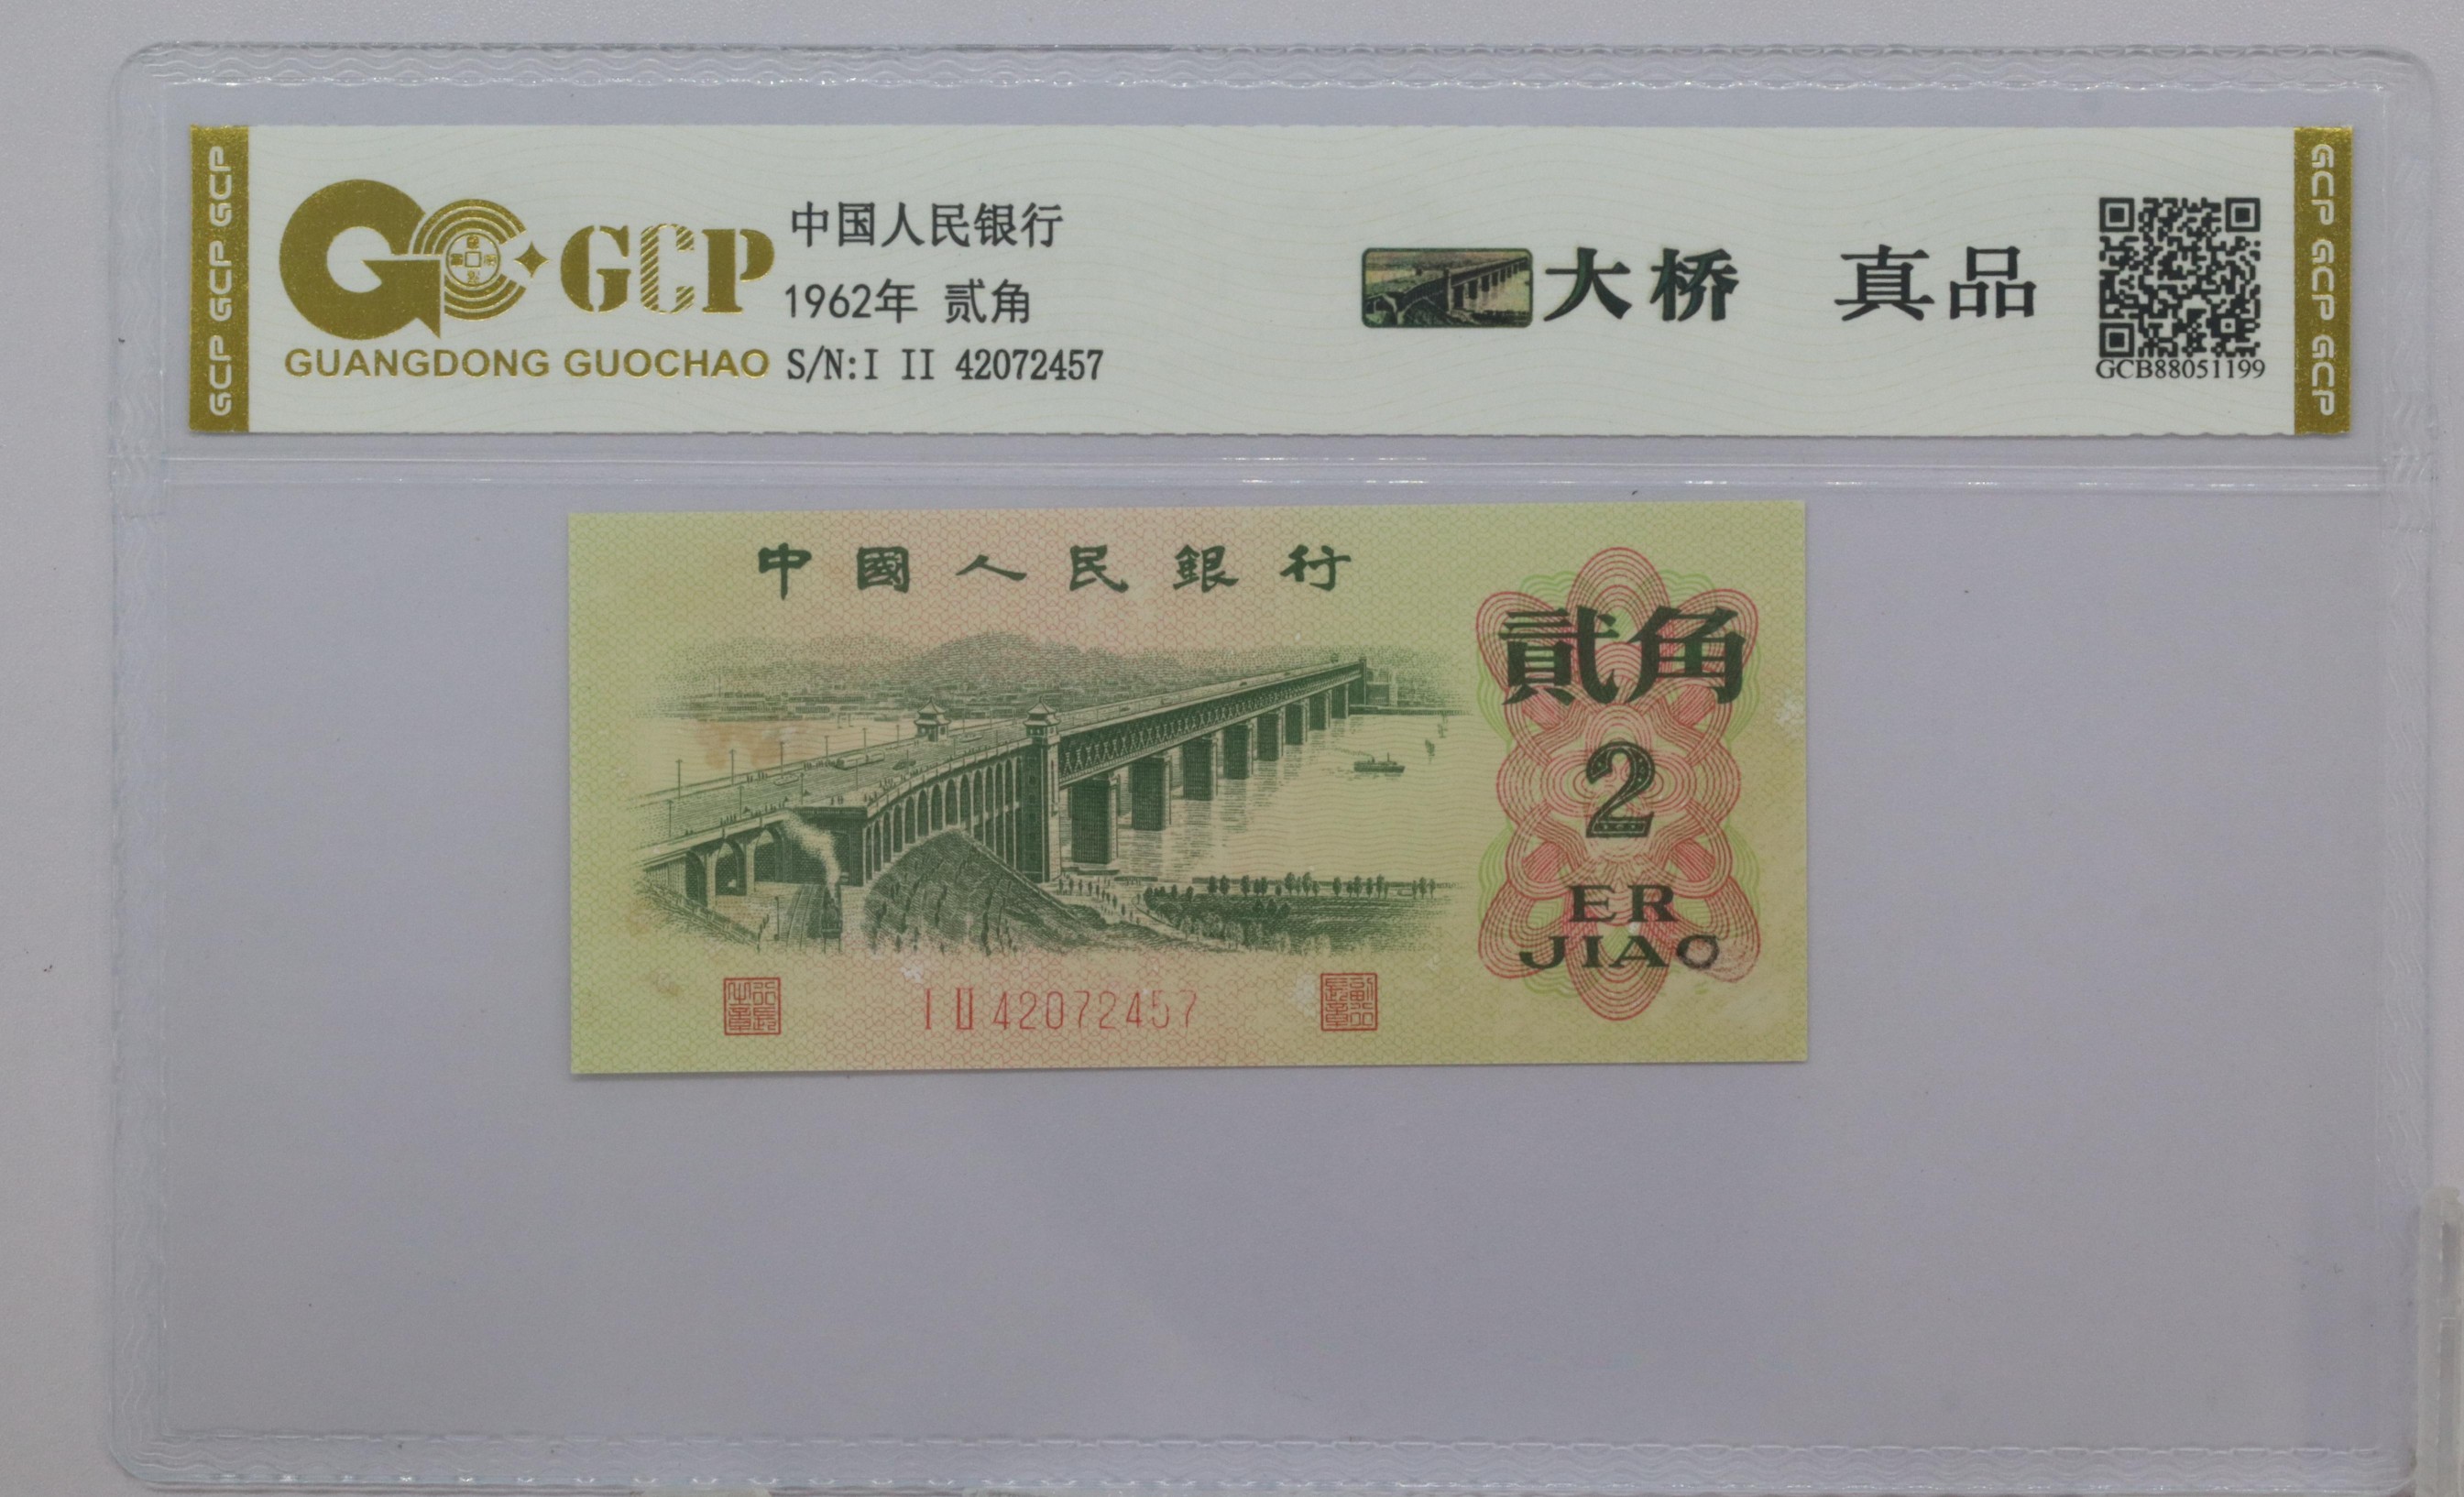 GCP GCP GCP
GCP
GUANGDONG GUOCHAO
中国人民银行
1962年 贰角
S/N:I II 42072457
大桥 真品
GCB88051199
GCP GCP GCP
中國人民銀行
貳角
2
ER
JIAO
I II 42072457